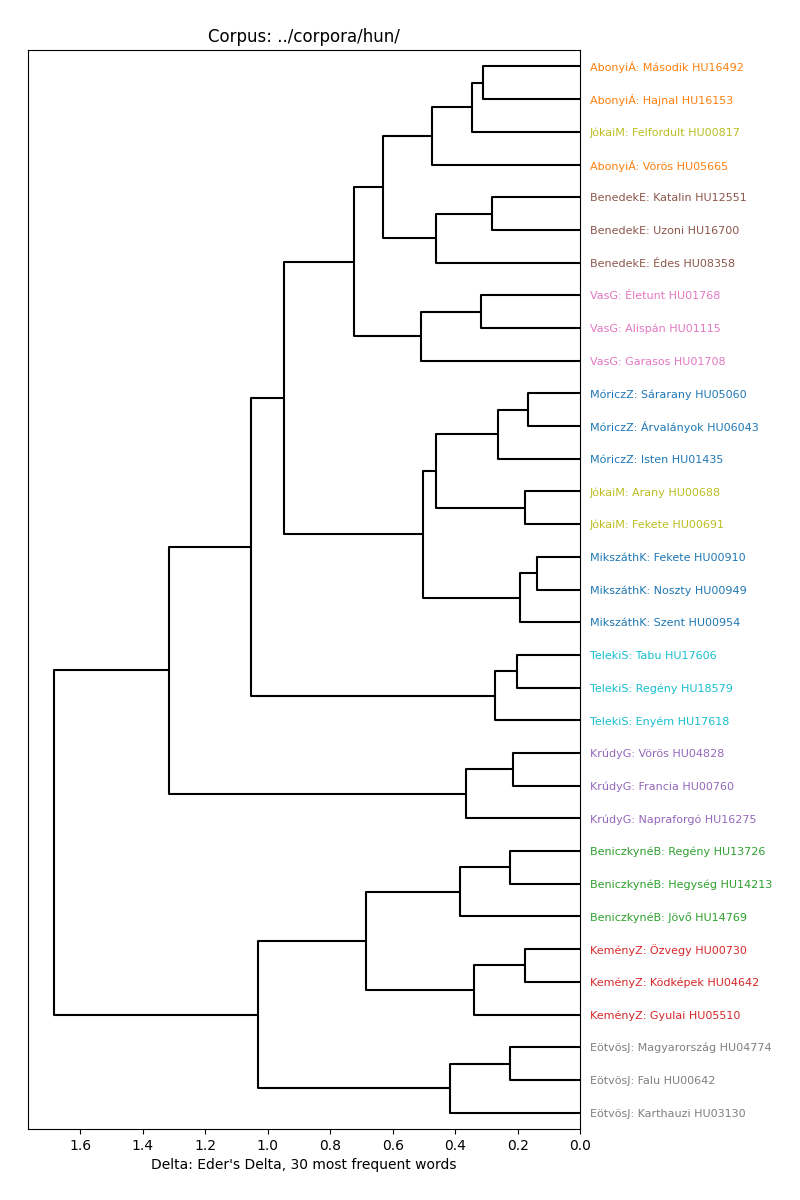 Corpus: ../corpora/hun/
AbonyiÁ: Második HU16492
AbonyiÁ: Hajnal HU16153
JókaiM: Felfordult HU00817
AbonyiÁ: Vörös HU05665
BenedekE: Katalin HU12551
BenedekE: Uzoni HU16700
BenedekE: Édes HU08358
VasG: Életunt HU01768
VasG: Alispán HU01115
VasG: Garasos HU01708
MóriczZ: Sárarany HU05060
MóriczZ: Árvalányok HU06043
MóriczZ: Isten HU01435
JókaiM: Arany HU00688
JókaiM: Fekete HU00691
MikszáthK: Fekete HU00910
MikszáthK: Noszty HU00949
MikszáthK: Szent HU00954
TelekiS: Tabu HU17606
TelekiS: Regény HU18579
TelekiS: Enyém HU17618
KrúdyG: Vörös HU04828
KrúdyG: Francia HU00760
KrúdyG: Napraforgó HU16275
BeniczkynéB: Regény HU13726
BeniczkynéB: Hegység HU14213
BeniczkynéB: Jövő HU14769
KeményZ: Özvegy HU00730
KeményZ: Ködképek HU04642
KeményZ: Gyulai HU05510
EötvösJ: Magyarország HU04774
EötvösJ: Falu HU00642
EötvösJ: Karthauzi HU03130
1.6 1.4 1.2 1.0 0.8 0.6 0.4 0.2 0.0
Delta: Eder's Delta, 30 most frequent words